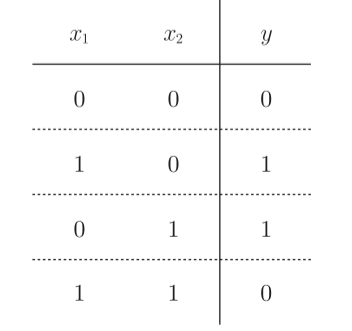 x₁ x₂ y
0 0 0
1 0 1
0 1 1
1 1 0